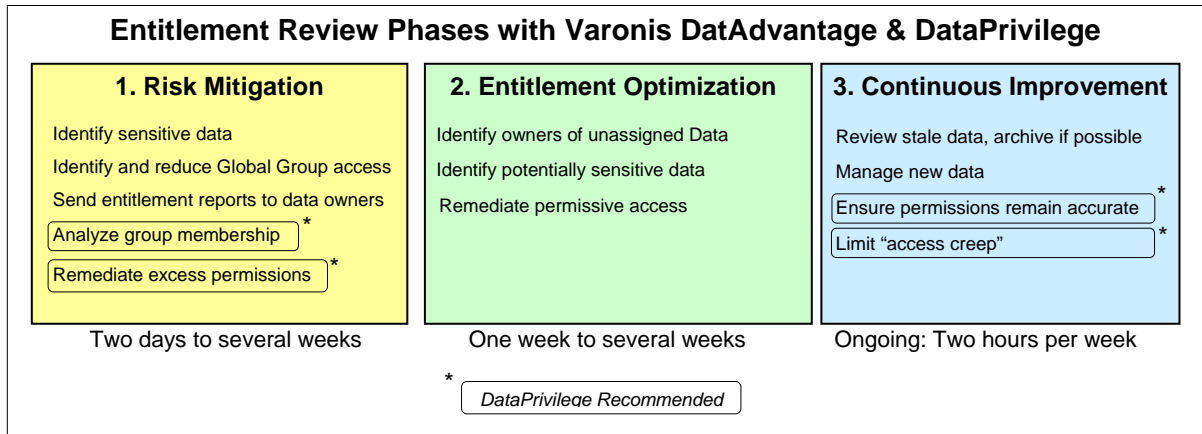 Entitlement Review Phases with Varonis DatAdvantage & DataPrivilege
1. Risk Mitigation
Identify sensitive data
Identify and reduce Global Group access
Send entitlement reports to data owners
Analyze group membership *
Remediate excess permissions *
Two days to several weeks
2. Entitlement Optimization
Identify owners of unassigned Data
Identify potentially sensitive data
Remediate permissive access
One week to several weeks
3. Continuous Improvement
Review stale data, archive if possible
Manage new data
Ensure permissions remain accurate *
Limit “access creep” *
Ongoing: Two hours per week
* DataPrivilege Recommended